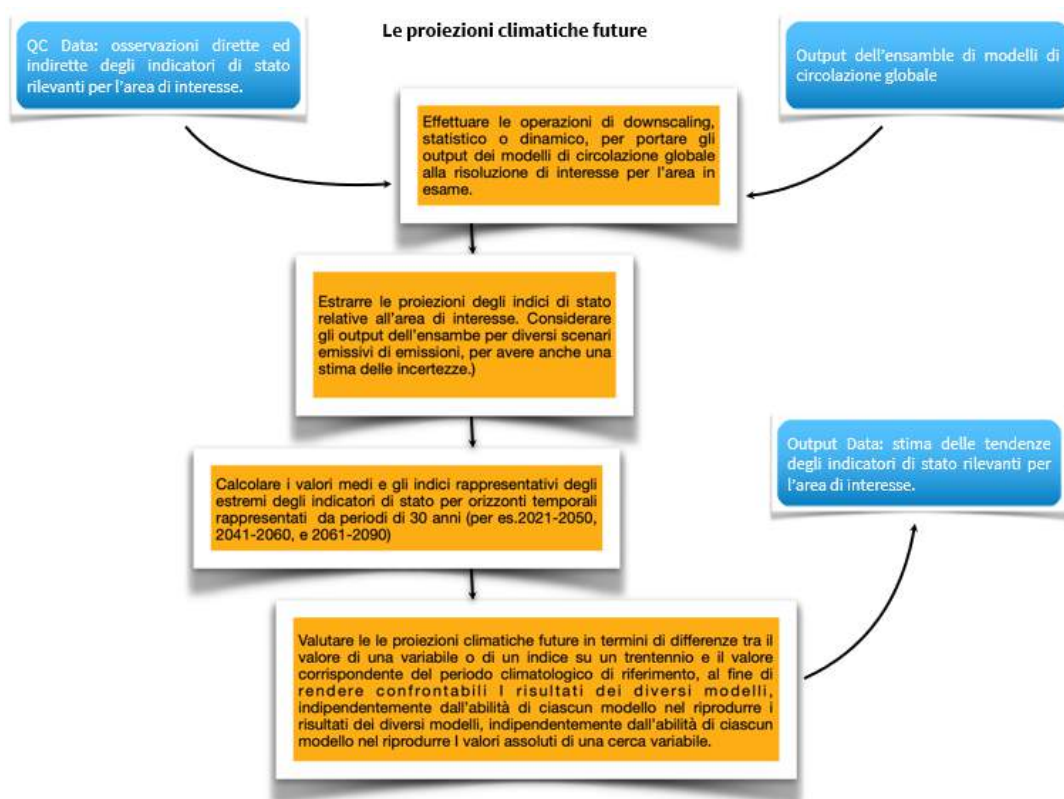 Le proiezioni climatiche future
QC Data: osservazioni dirette ed
indirette degli indicatori di stato
rilevanti per l'area di interesse.
Output dell'ensamble di modelli di
circolazione globale
Effettuare le operazioni di downscaling,
statistico o dinamico, per portare gli
output dei modelli di circolazione globale
alla risoluzione di interesse per l'area in
esame.
Estrarre le proiezioni degli indici di stato
relative all'area di interesse. Considerare
gli output dell'ensambe per diversi scenari
emissivi di emissioni, per avere anche una
stima delle incertezze.)
Calcolare i valori medi e gli indici rappresentativi degli
estremi degli indicatori di stato per orizzonti temporali
rappresentati da periodi di 30 anni (per es.2021-2050,
2041-2060, e 2061-2090)
Output Data: stima delle tendenze
degli indicatori di stato rilevanti per
l'area di interesse.
Valutare le le proiezioni climatiche future in termini di differenze tra il
valore di una variabile o di un indice su un trentennio e il valore
corrispondente del periodo climatologico di riferimento, al fine di
rendere confrontabili I risultati dei diversi modelli,
indipendentemente dall'abilità di ciascun modello nel riprodurre i
risultati dei diversi modelli, indipendentemente dall'abilità di ciascun
modello nel riprodurre I valori assoluti di una cerca variabile.